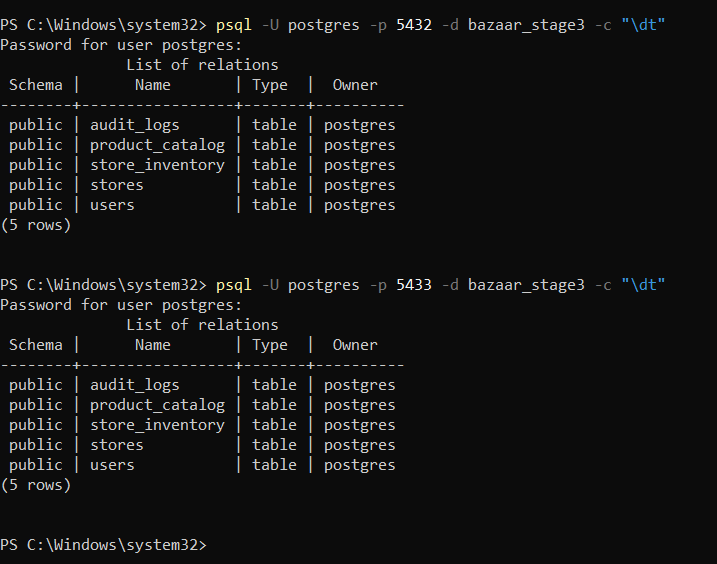 PS C:\Windows\system32> psql -U postgres -p 5432 -d bazaar_stage3 -c "\dt"
Password for user postgres:
              List of relations
 Schema |      Name       | Type  |  Owner
--------+-----------------+-------+----------
 public | audit_logs      | table | postgres
 public | product_catalog | table | postgres
 public | store_inventory | table | postgres
 public | stores          | table | postgres
 public | users           | table | postgres
(5 rows)
PS C:\Windows\system32> psql -U postgres -p 5433 -d bazaar_stage3 -c "\dt"
Password for user postgres:
              List of relations
 Schema |      Name       | Type  |  Owner
--------+-----------------+-------+----------
 public | audit_logs      | table | postgres
 public | product_catalog | table | postgres
 public | store_inventory | table | postgres
 public | stores          | table | postgres
 public | users           | table | postgres
(5 rows)
PS C:\Windows\system32>